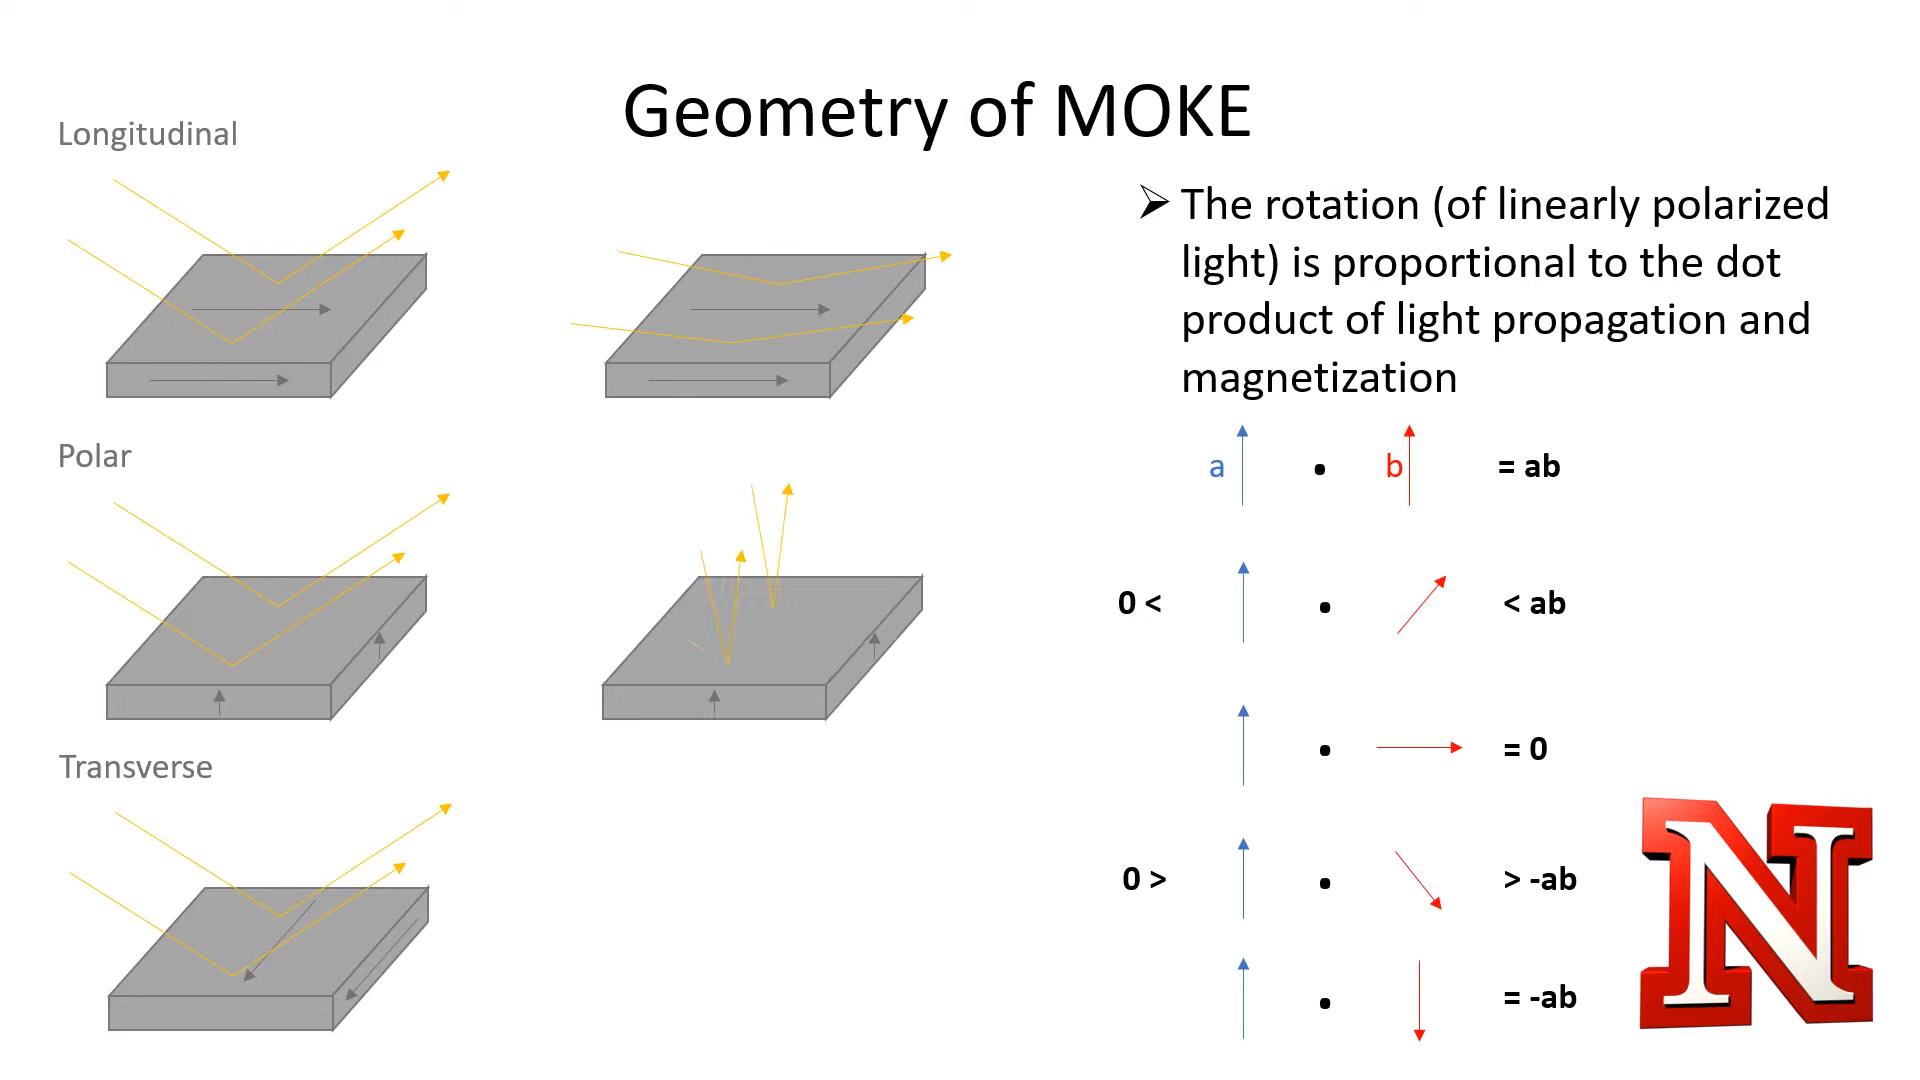 Geometry of MOKE
Longitudinal
Polar
Transverse
➢ The rotation (of linearly polarized
light) is proportional to the dot
product of light propagation and
magnetization
a • b = ab
0 < • < ab
• = 0
0 > • > -ab
• = -ab
N